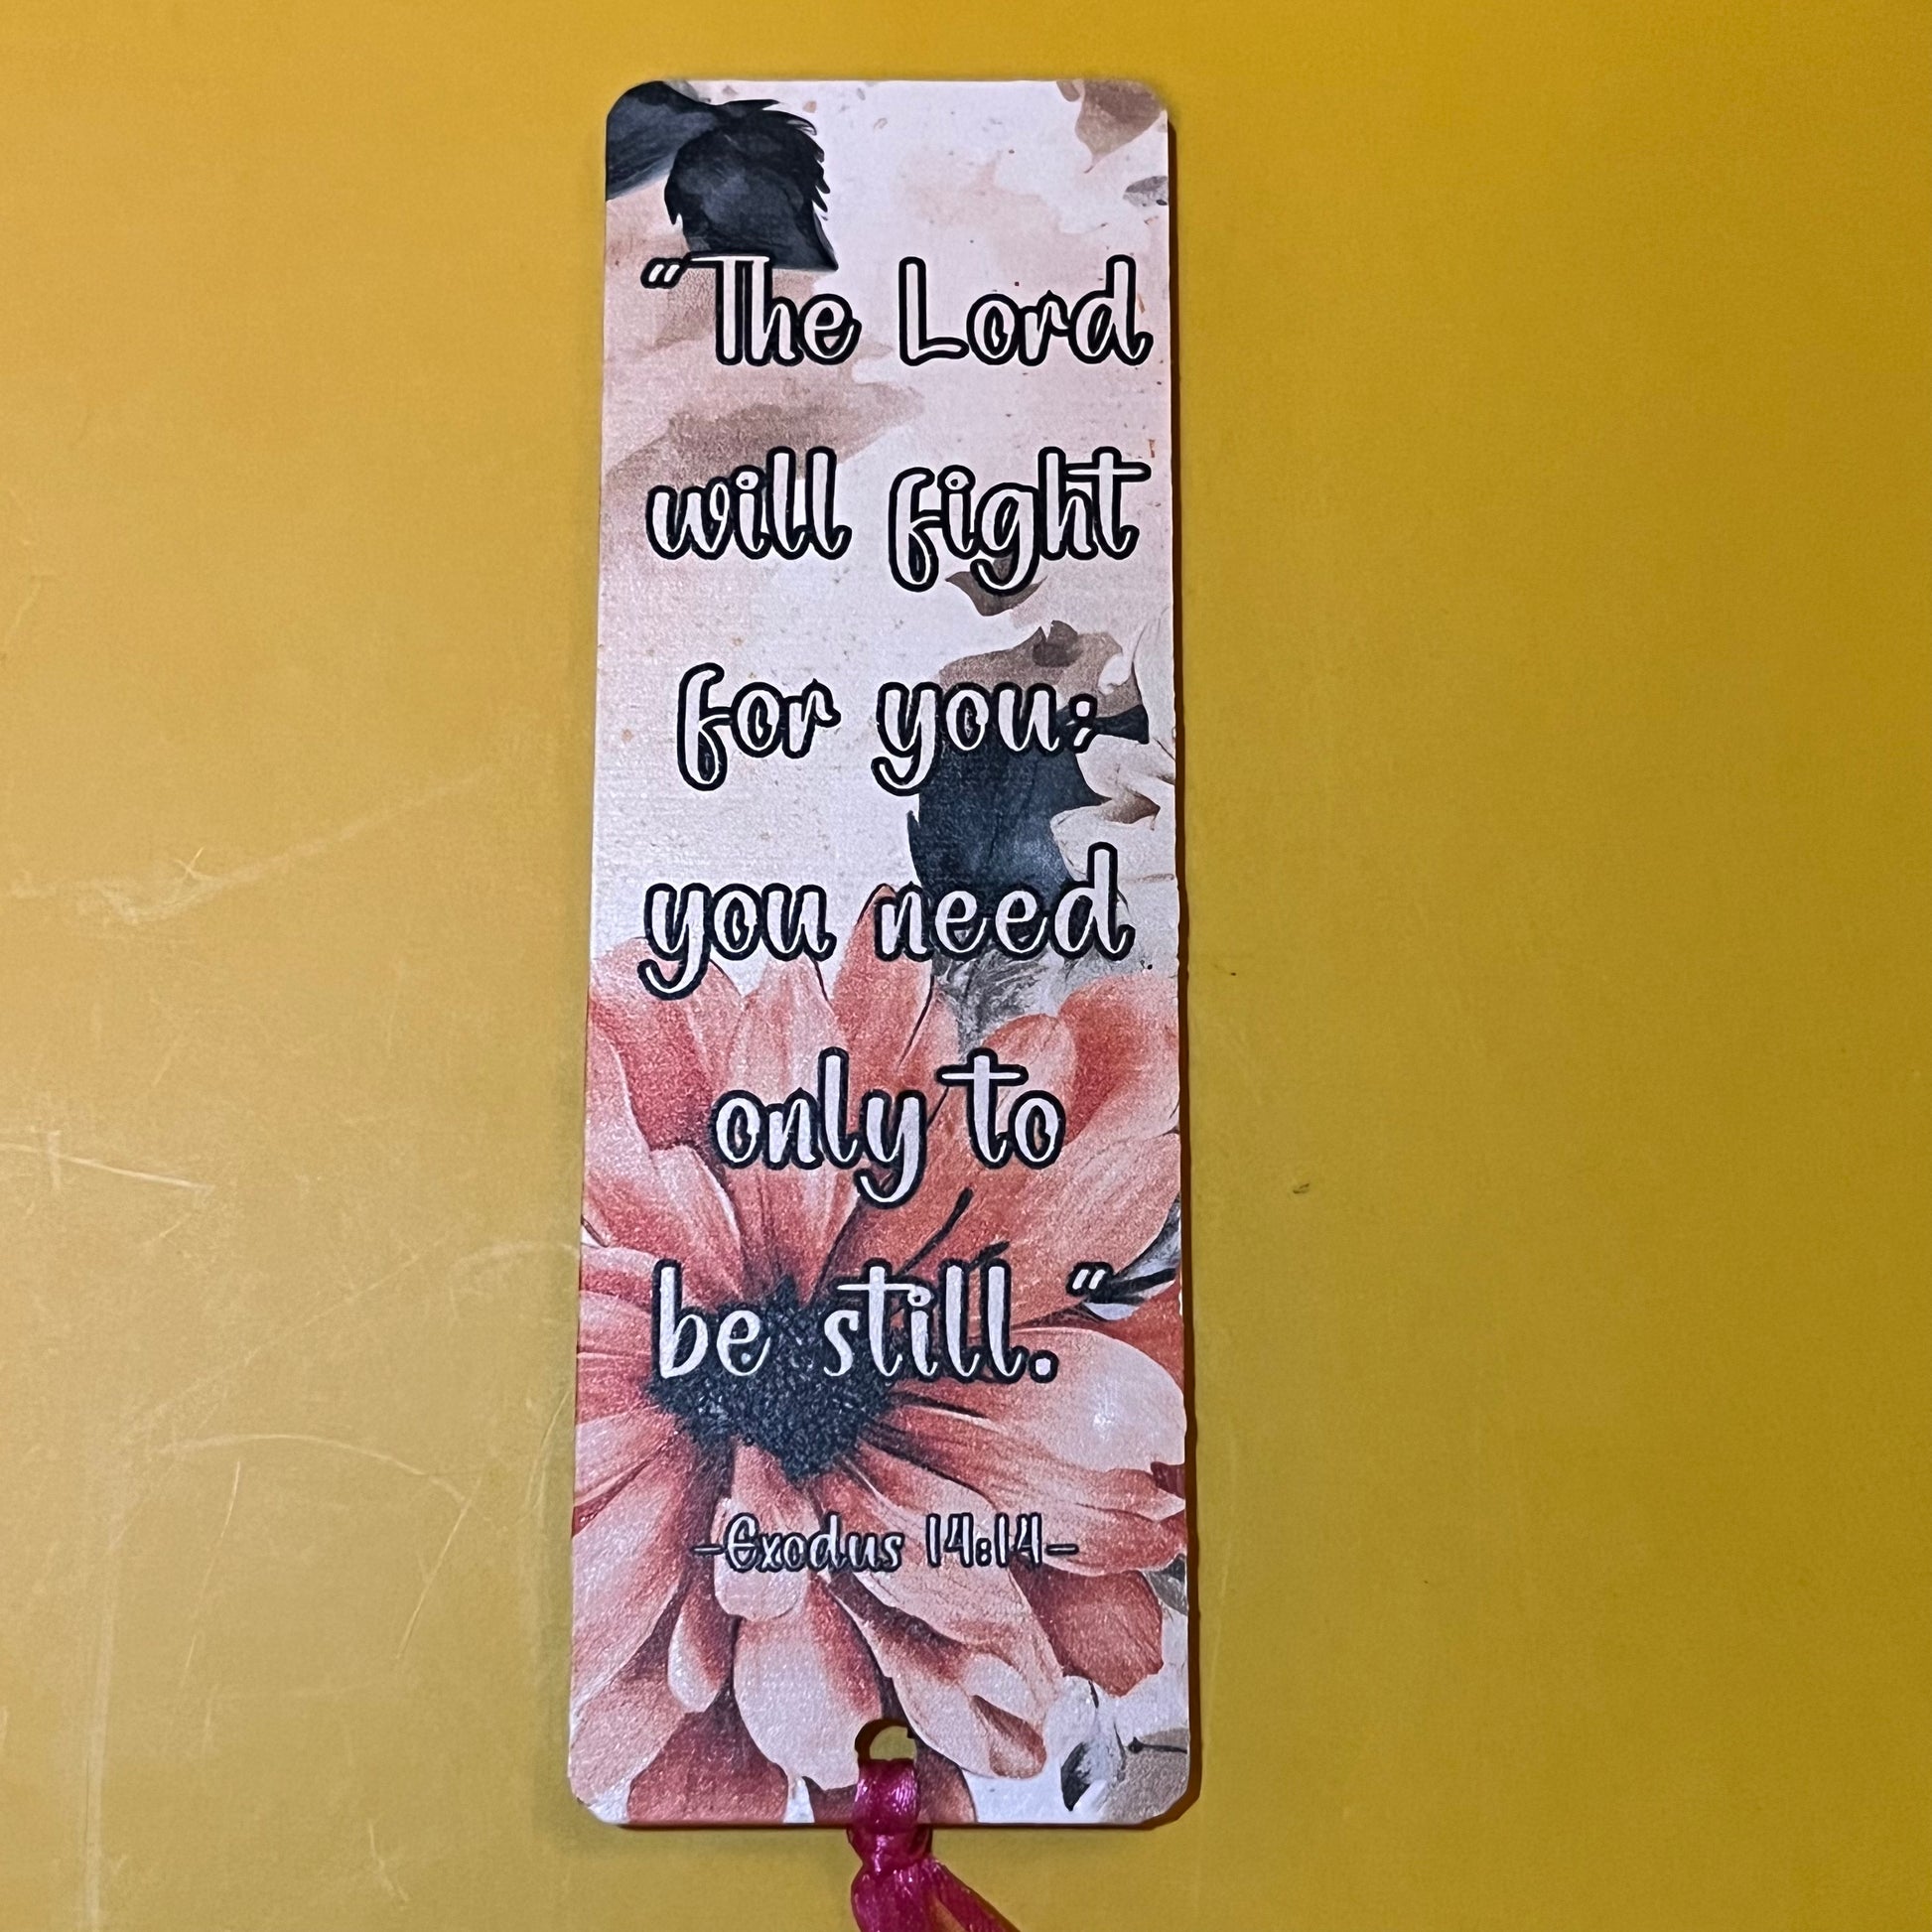 "The Lord
will fight
for you;
you need
only to
be still."
-Exodus 14:14-